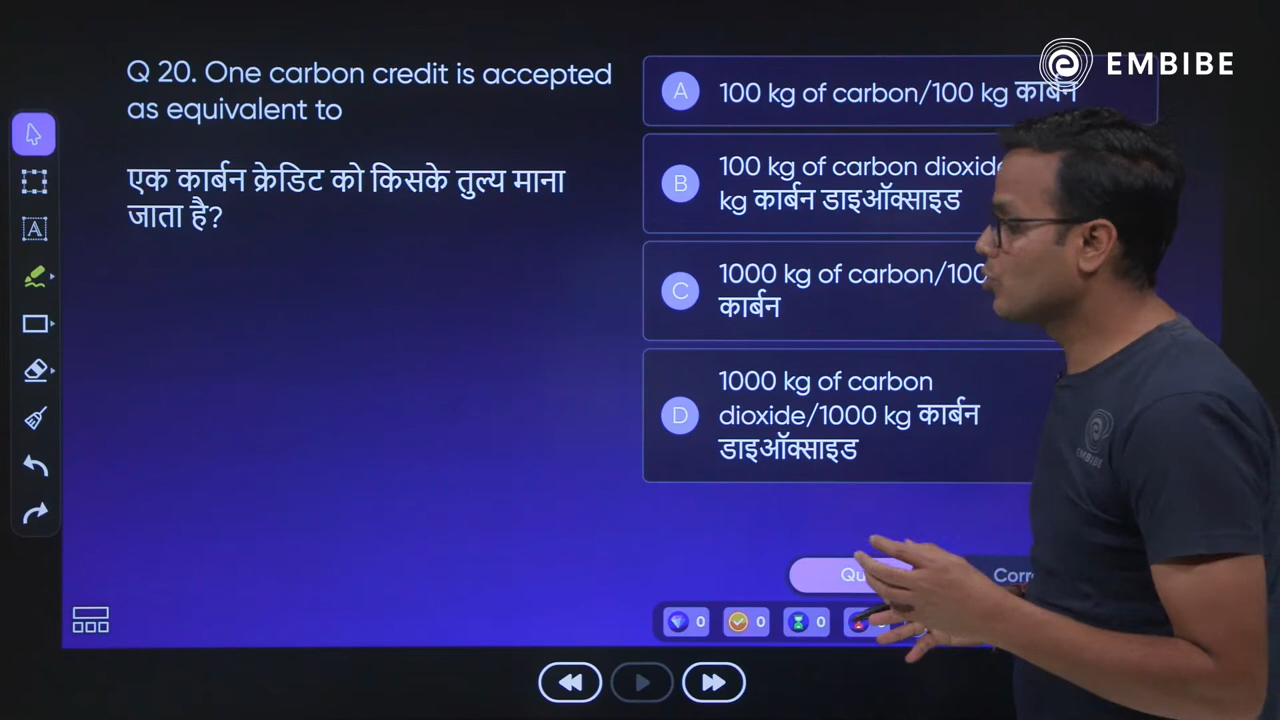 EMBIBE
Q 20. One carbon credit is accepted
as equivalent to
एक कार्बन क्रेडिट को किसके तुल्य माना
जाता है?
A
100 kg of carbon/100 kg कार्बन
B
100 kg of carbon dioxide
kg कार्बन डाइऑक्साइड
C
1000 kg of carbon/100
कार्बन
D
1000 kg of carbon
dioxide/1000 kg कार्बन
डाइऑक्साइड
A
EMBIBE
0
0
0